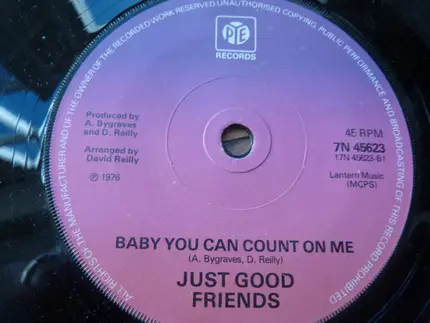 ALL RIGHTS OF THE MANUFACTURER AND OF THE OWNER OF THE RECORDED WORK RESERVED UNAUTHORISED COPYING, PUBLIC PERFORMANCE AND BROADCASTING OF THIS RECORD PROHIBITED
PYE
RECORDS
Produced by
A. Bygraves
and D. Reilly
Arranged by
David Reilly
℗ 1976
45 RPM
7N 45623
(7N 45623-B)
Lantern Music
(MCPS)
BABY YOU CAN COUNT ON ME
(A. Bygraves, D. Reilly)
JUST GOOD
FRIENDS